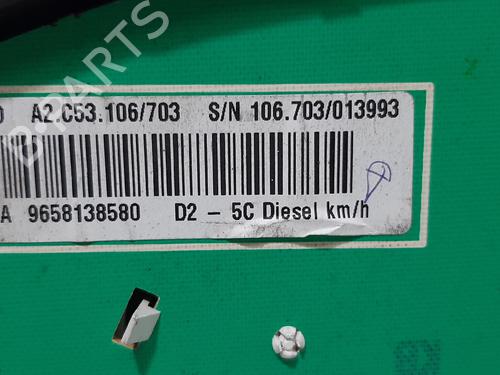 A2.C53.106/703 S/N 106.703/013993
A 9658138580 D2 - 5C Diesel km/h
B-PARTS